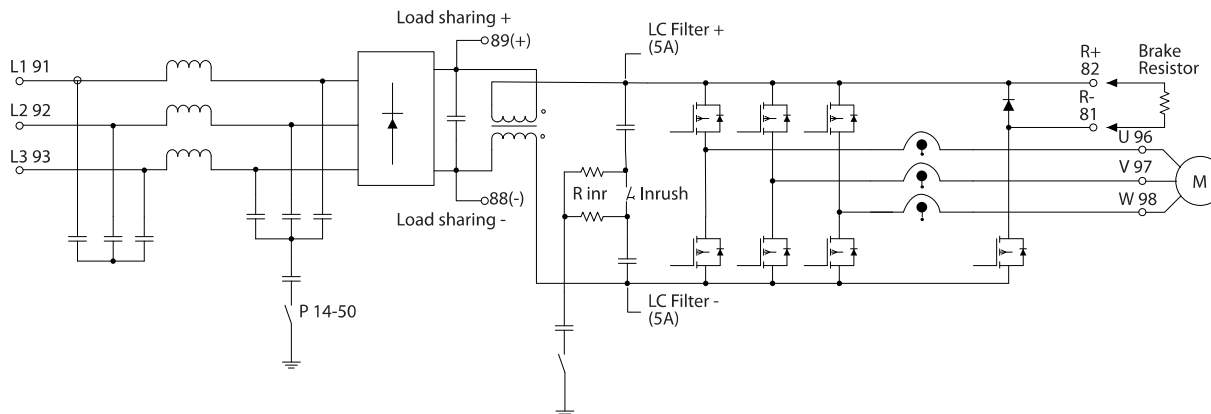 Load sharing +
89(+)
LC Filter +
(5A)
L1 91
R+
82
Brake
Resistor
R-
81
L2 92
U 96
L3 93
V 97
M
R inr
Inrush
88(-)
W 98
Load sharing -
LC Filter -
(5A)
P 14-50